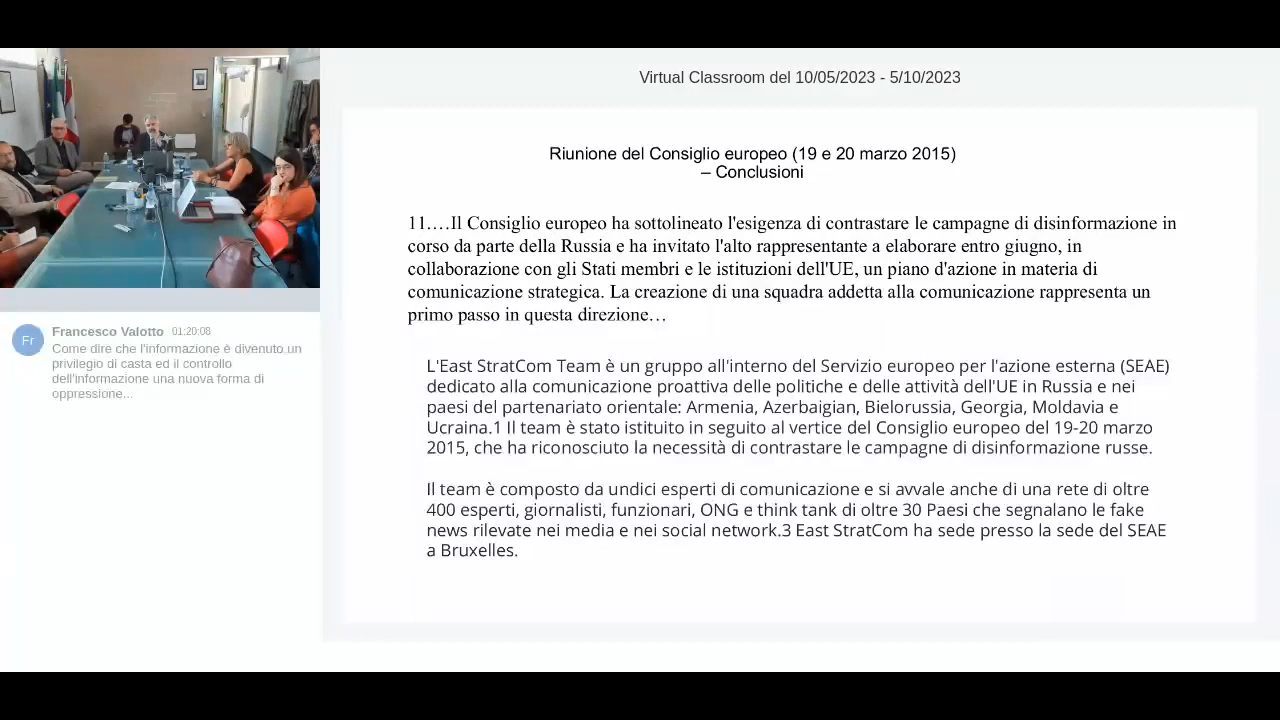 Virtual Classroom del 10/05/2023 - 5/10/2023
Riunione del Consiglio europeo (19 e 20 marzo 2015)
– Conclusioni
11.…Il Consiglio europeo ha sottolineato l'esigenza di contrastare le campagne di disinformazione in
corso da parte della Russia e ha invitato l'alto rappresentante a elaborare entro giugno, in
collaborazione con gli Stati membri e le istituzioni dell'UE, un piano d'azione in materia di
comunicazione strategica. La creazione di una squadra addetta alla comunicazione rappresenta un
primo passo in questa direzione…
L'East StratCom Team è un gruppo all'interno del Servizio europeo per l'azione esterna (SEAE)
dedicato alla comunicazione proattiva delle politiche e delle attività dell'UE in Russia e nei
paesi del partenariato orientale: Armenia, Azerbaigian, Bielorussia, Georgia, Moldavia e
Ucraina.1 Il team è stato istituito in seguito al vertice del Consiglio europeo del 19-20 marzo
2015, che ha riconosciuto la necessità di contrastare le campagne di disinformazione russe.
Il team è composto da undici esperti di comunicazione e si avvale anche di una rete di oltre
400 esperti, giornalisti, funzionari, ONG e think tank di oltre 30 Paesi che segnalano le fake
news rilevate nei media e nei social network.3 East StratCom ha sede presso la sede del SEAE
a Bruxelles.
Fr
Francesco Valotto 01:20:08
Come dire che l'informazione è divenuto un
privilegio di casta ed il controllo
dell'informazione una nuova forma di
oppressione...